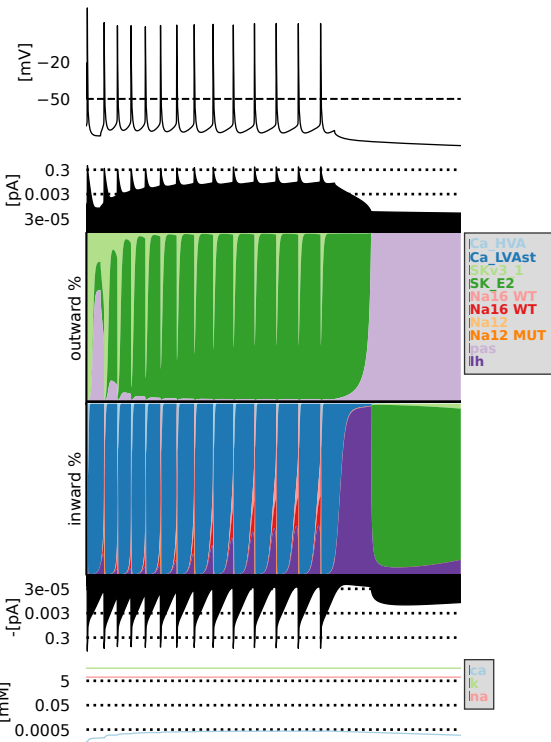 [mV]
−20
−50
[pA]
0.3
0.003
3e-05
outward %
Ca_HVA
Ca_LVAst
SKv3_1
SK_E2
Na16 WT
Na16 WT
Na12
Na12 MUT
pas
Ih
inward %
-[pA]
3e-05
0.003
0.3
[mM]
5
0.05
0.0005
ca
k
na